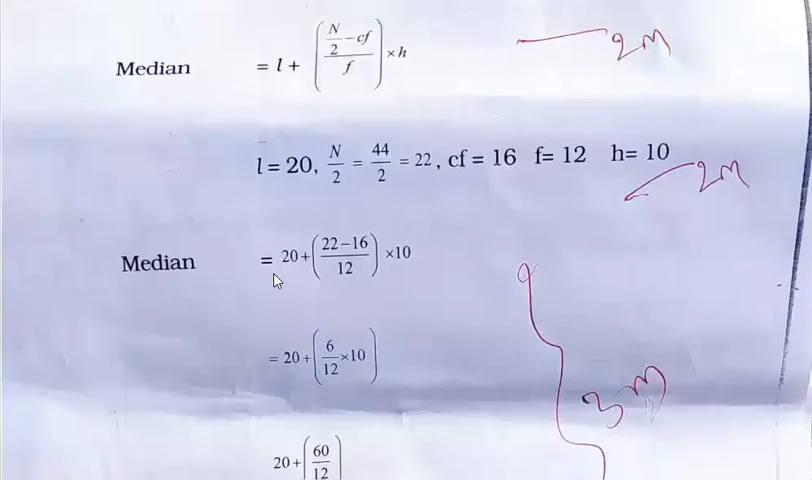 Median = l + ((N/2 − cf)/f) × h 2M
l = 20, N/2 = 44/2 = 22, cf = 16 f= 12 h= 10
2M
Median = 20+((22−16)/12) ×10
= 20+(6/12 ×10)
3M
20+(60/12)